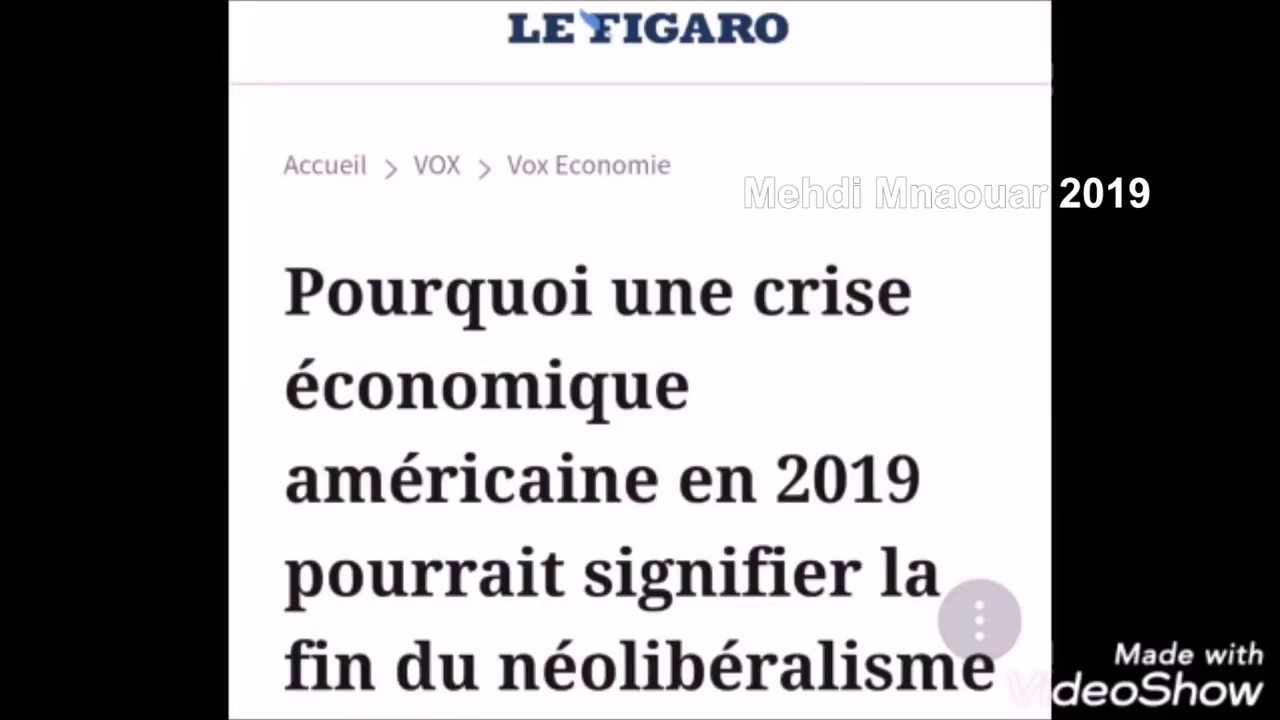 LE FIGARO
Accueil > VOX > Vox Economie
Mehdi Mnaouar 2019
Pourquoi une crise
économique
américaine en 2019
pourrait signifier la
fin du néolibéralisme
Made with
VideoShow